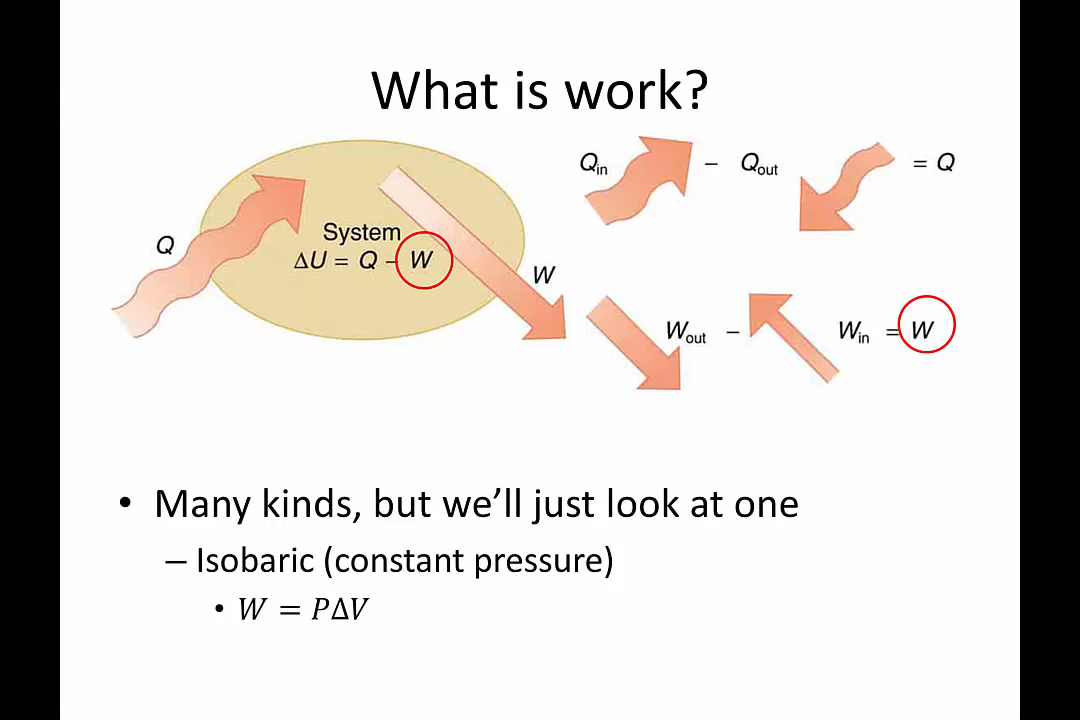 What is work?
Q
System
ΔU = Q – W
W
Qin – Qout = Q
Wout – Win = W
• Many kinds, but we’ll just look at one
– Isobaric (constant pressure)
• W = PΔV